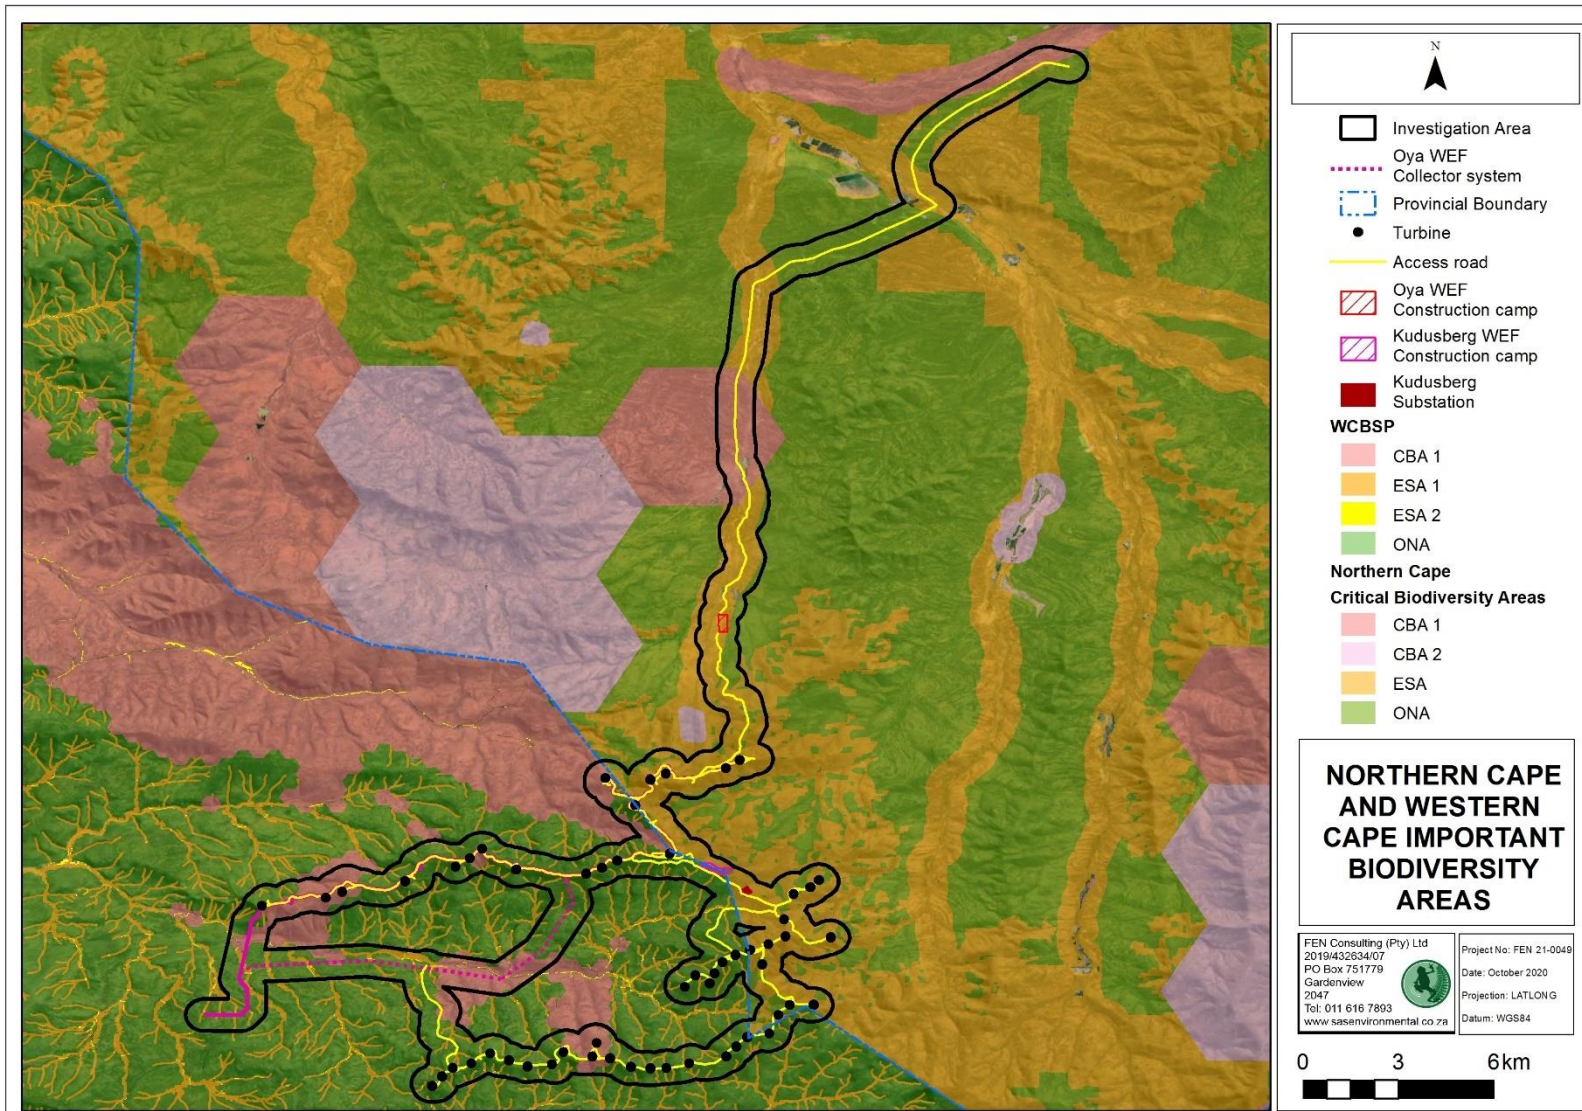 N
Investigation Area
Oya WEF
Collector system
Provincial Boundary
Turbine
Access road
Oya WEF
Construction camp
Kudusberg WEF
Construction camp
Kudusberg
Substation
WCBSP
CBA 1
ESA 1
ESA 2
ONA
Northern Cape
Critical Biodiversity Areas
CBA 1
CBA 2
ESA
ONA
NORTHERN CAPE
AND WESTERN
CAPE IMPORTANT
BIODIVERSITY
AREAS
FEN Consulting (Pty) Ltd
2019/432634/07
PO Box 751779
Gardenview
2047
Tel: 011 616 7893
www.sasenvironmental.co.za
Project No: FEN 21-0049
Date: October 2020
Projection: LATLONG
Datum: WGS84
0 3 6km